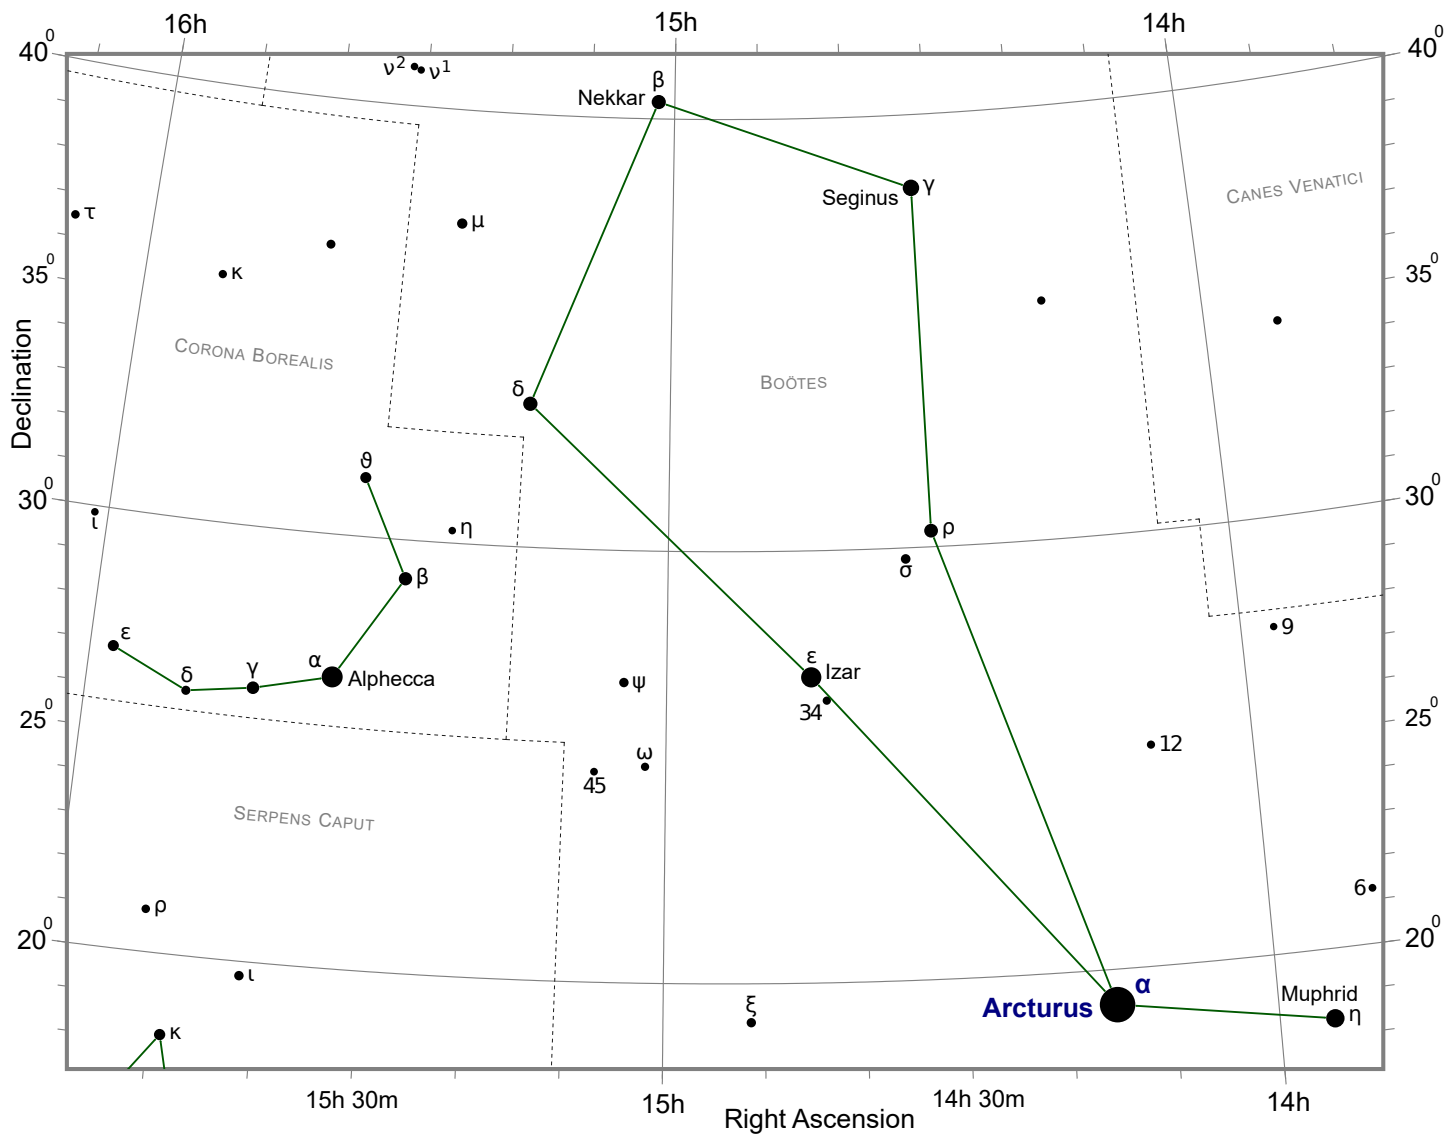 16h 15h 14h
40⁰ 40⁰
ν² ν¹
β
Nekkar
γ
Seginus
CANES VENATICI
τ
μ
κ
35⁰ 35⁰
CORONA BOREALIS
BOÖTES
δ
Declination
ϑ
30⁰ 30⁰
ι
η
ρ
σ
β
9
ε
ε
Izar
α
Alphecca
γ
δ
ψ
34
25⁰ 25⁰
12
ω
45
SERPENS CAPUT
6
ρ
20⁰ 20⁰
ι
α
Arcturus
Muphrid
η
ξ
κ
15h 30m 15h 14h 30m 14h
Right Ascension